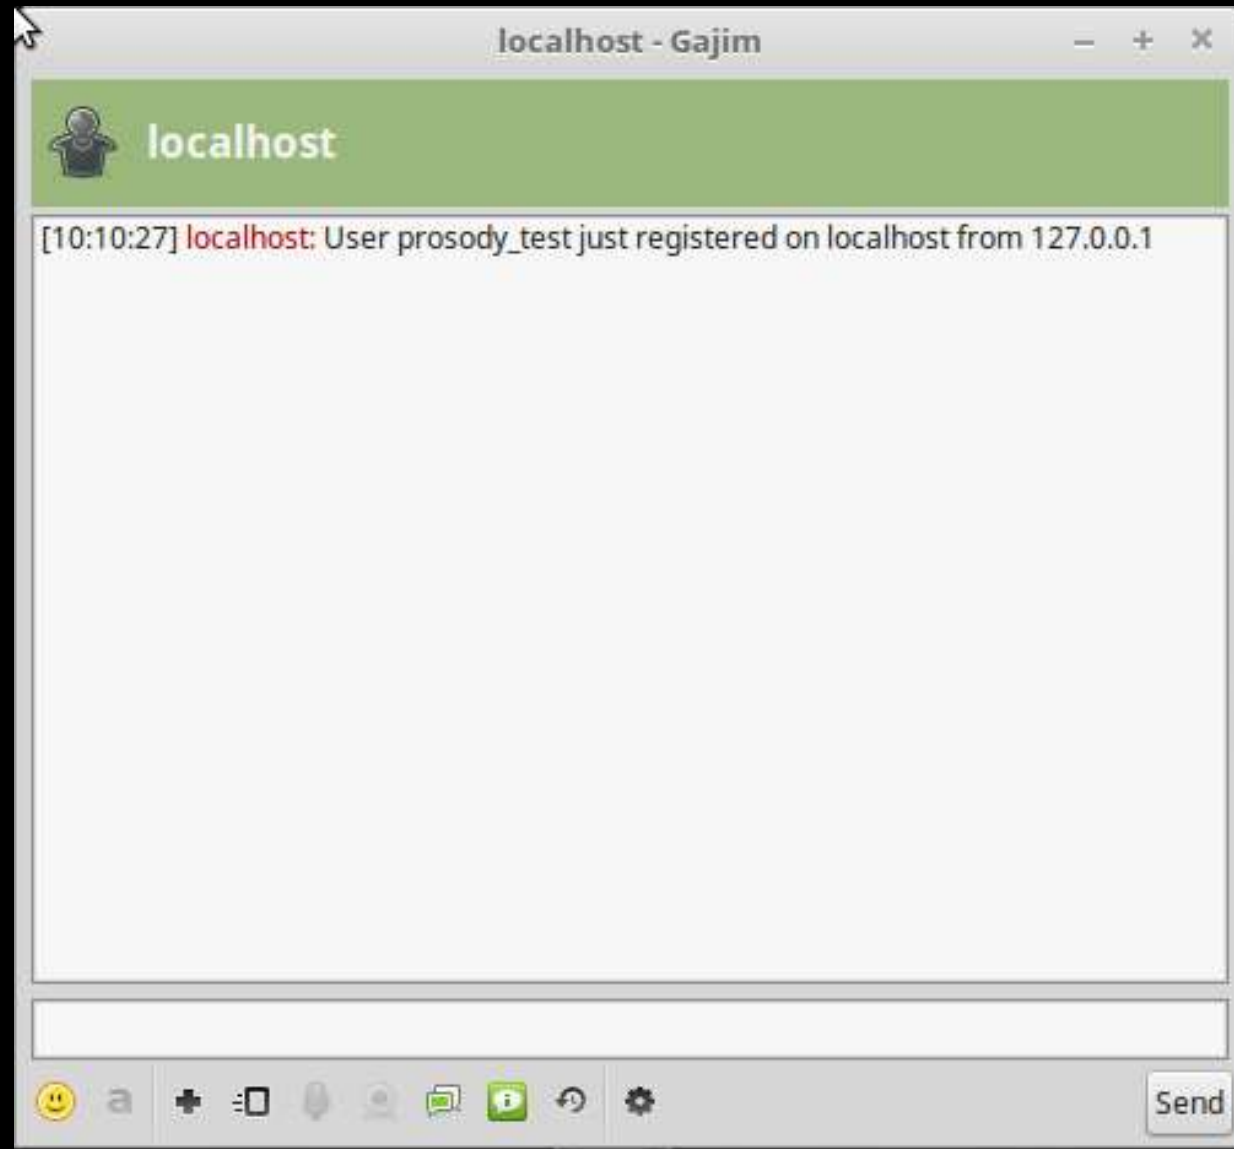 localhost - Gajim
localhost
[10:10:27] localhost: User prosody_test just registered on localhost from 127.0.0.1
a
Send